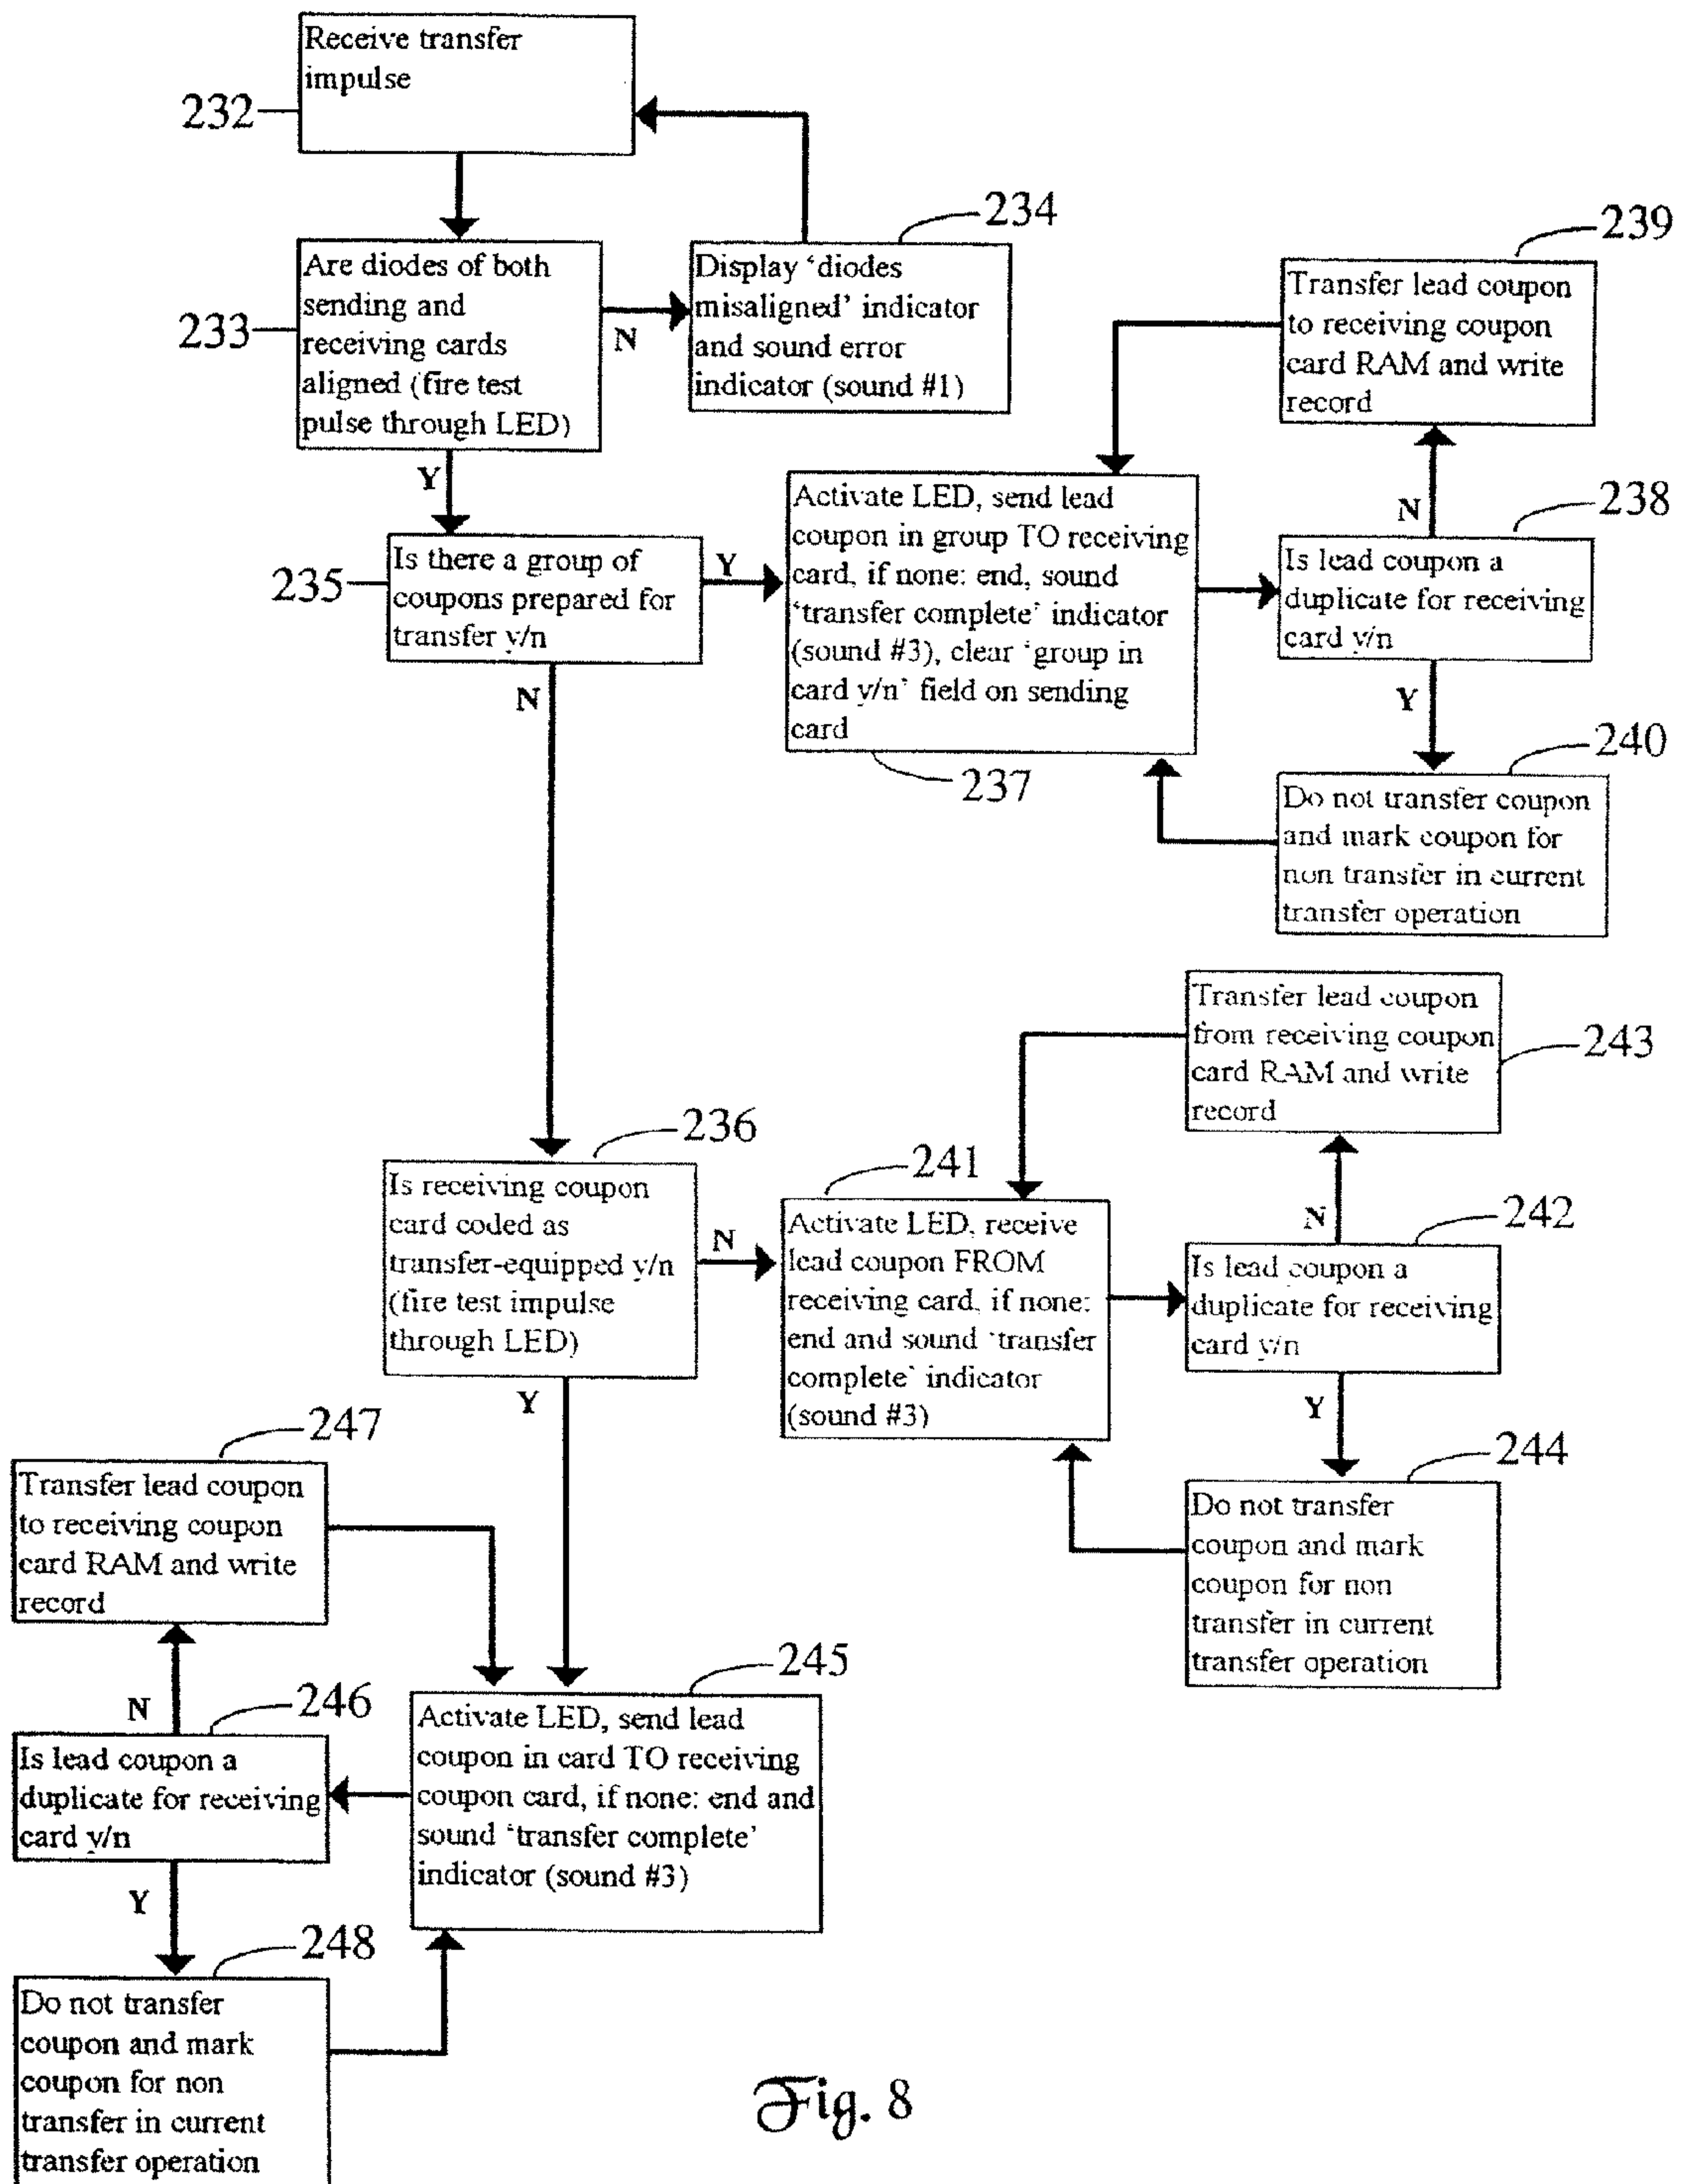 Receive transfer
impulse
232
234
Are diodes of both
sending and
receiving cards
aligned (fire test
pulse through LED)
233
N
Display ‘diodes
misaligned’ indicator
and sound error
indicator (sound #1)
239
Transfer lead coupon
to receiving coupon
card RAM and write
record
Y
Is there a group of
coupons prepared for
transfer y/n
235
Y
N
Activate LED, send lead
coupon in group TO receiving
card, if none: end, sound
‘transfer complete’ indicator
(sound #3), clear ‘group in
card y/n’ field on sending
card
237
N
238
Is lead coupon a
duplicate for receiving
card y/n
Y
240
Do not transfer coupon
and mark coupon for
non transfer in current
transfer operation
Transfer lead coupon
from receiving coupon
card RAM and write
record
243
236
Is receiving coupon
card coded as
transfer-equipped y/n
(fire test impulse
through LED)
N
Y
241
Activate LED, receive
lead coupon FROM
receiving card, if none:
end and sound ‘transfer
complete’ indicator
(sound #3)
N
242
Is lead coupon a
duplicate for receiving
card y/n
Y
244
Do not transfer
coupon and mark
coupon for non
transfer in current
transfer operation
247
Transfer lead coupon
to receiving coupon
card RAM and write
record
N
246
Is lead coupon a
duplicate for receiving
card y/n
245
Activate LED, send lead
coupon in card TO receiving
coupon card, if none: end and
sound ‘transfer complete’
indicator (sound #3)
Y
248
Do not transfer
coupon and mark
coupon for non
transfer in current
transfer operation
Fig. 8